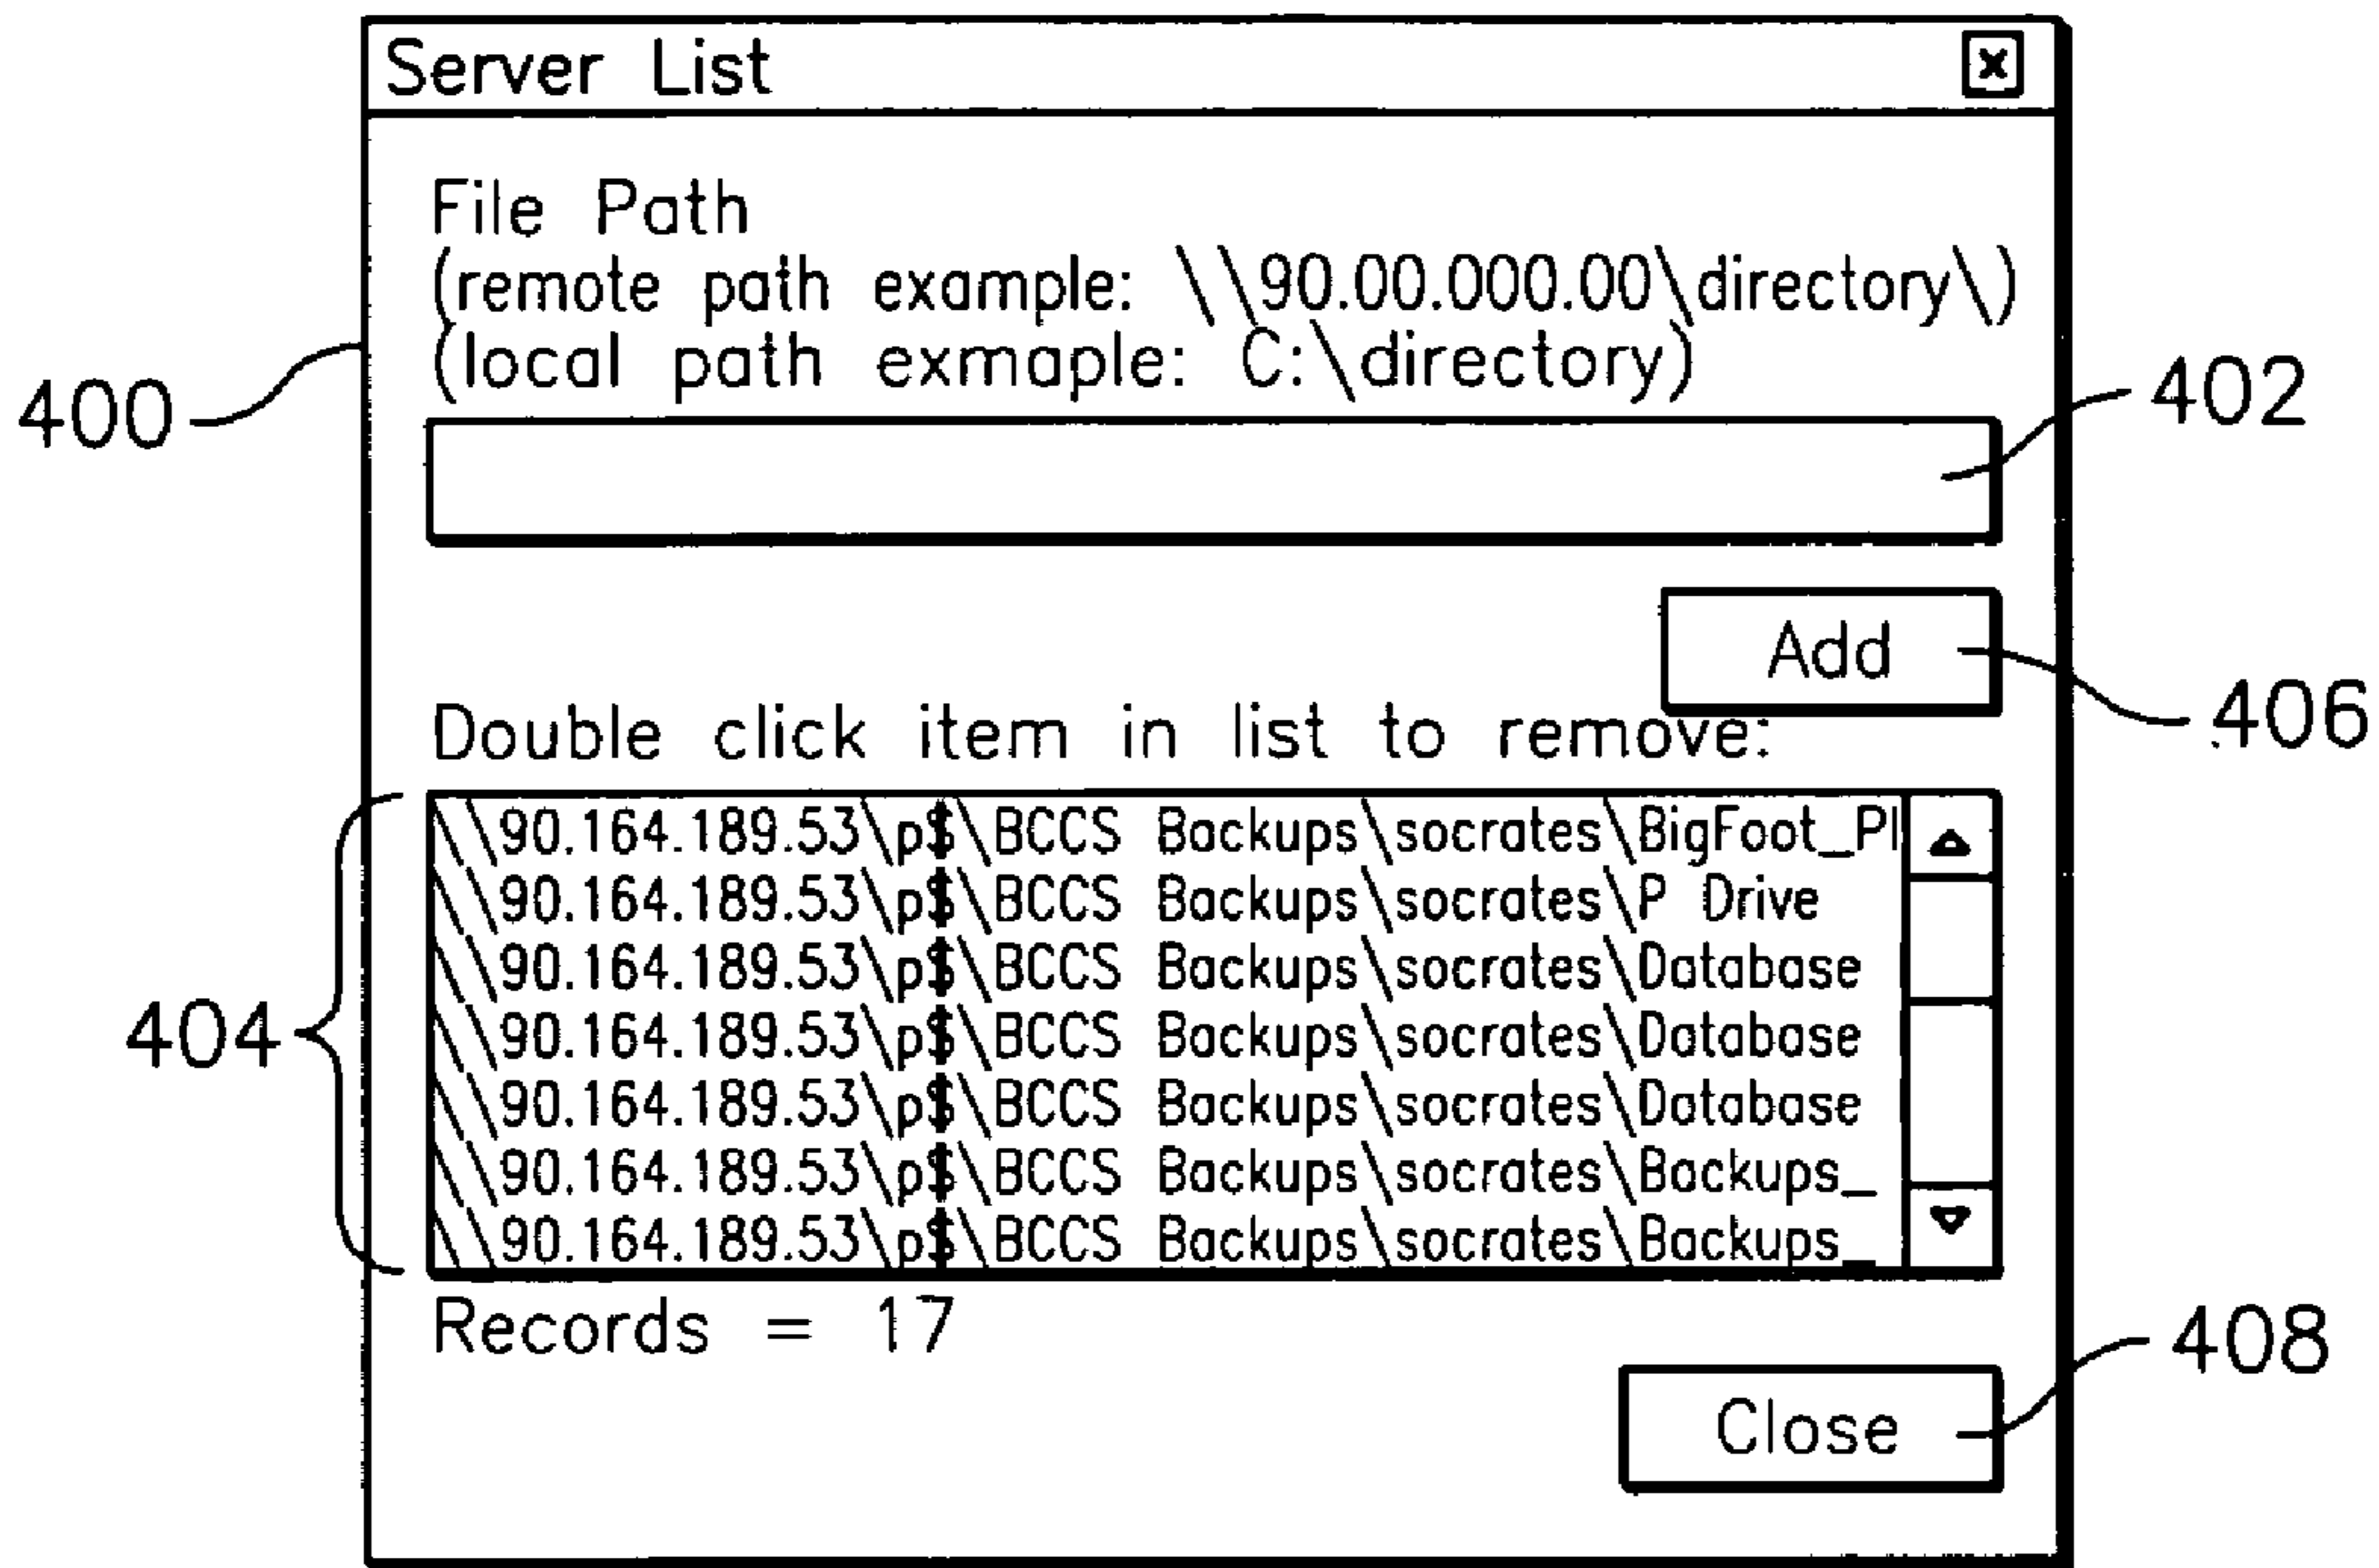 Server List
File Path
(remote path example: \\90.00.000.00\directory\)
(local path exmaple: C:\directory)
400
402
Add
406
Double click item in list to remove:
\\90.164.189.53\p$\BCCS Backups\socrates\BigFoot_Pl
\\90.164.189.53\p$\BCCS Backups\socrates\P Drive
\\90.164.189.53\p$\BCCS Backups\socrates\Database
404
\\90.164.189.53\p$\BCCS Backups\socrates\Database
\\90.164.189.53\p$\BCCS Backups\socrates\Database
\\90.164.189.53\p$\BCCS Backups\socrates\Backups_
\\90.164.189.53\p$\BCCS Backups\socrates\Backups_
Records = 17
408
Close